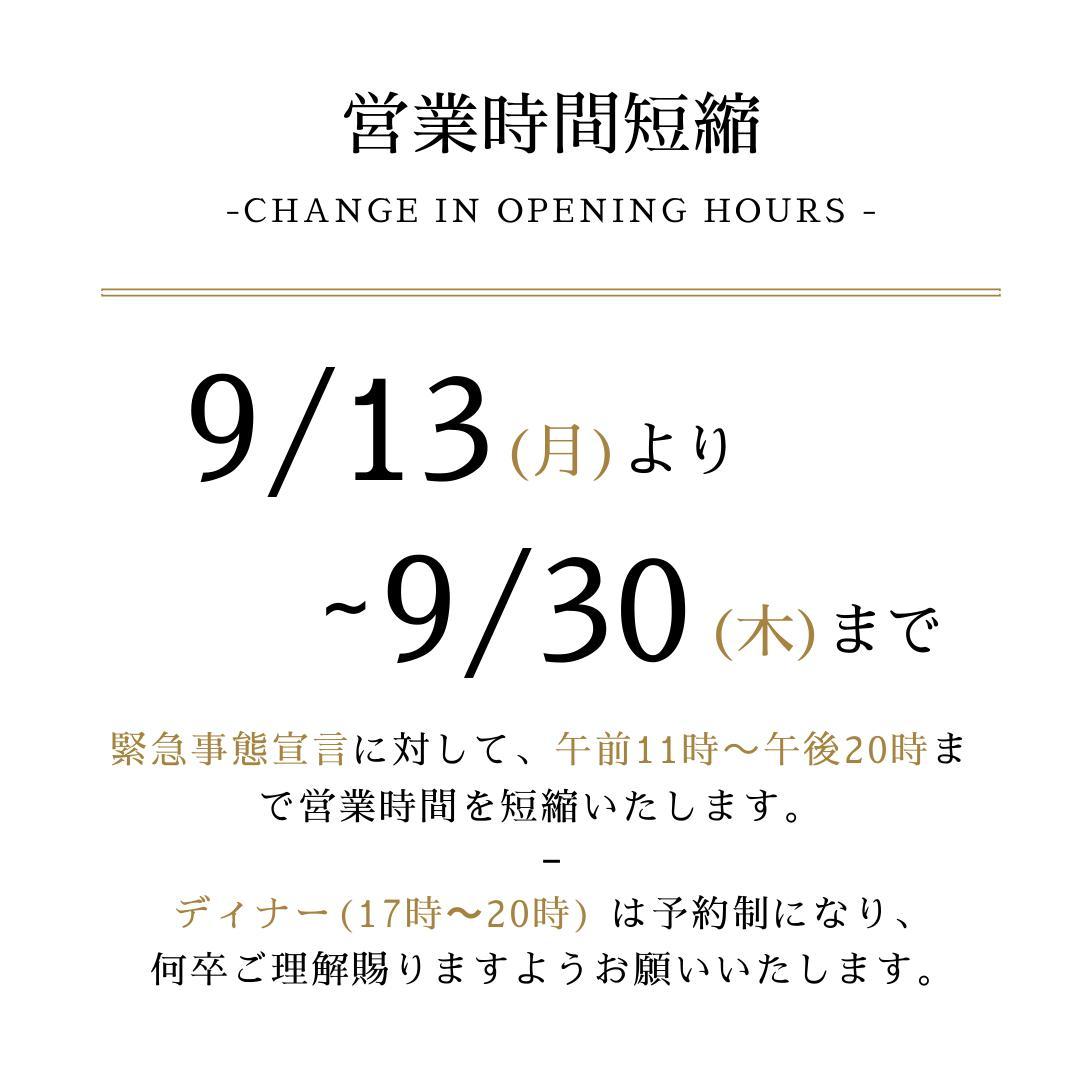 営業時間短縮
-CHANGE IN OPENING HOURS -
9/13 (月) より
~9/30 (木) まで
緊急事態宣言に対して、午前11時〜午後20時ま
で営業時間を短縮いたします。
–
ディナー (17時〜20時) は予約制になり、
何卒ご理解賜りますようお願いいたします。